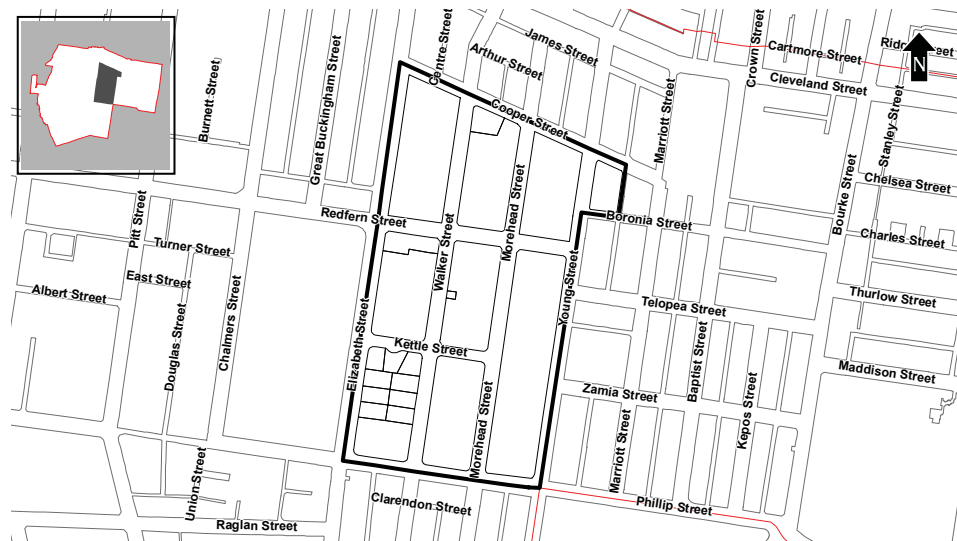 James Street
Centre Street
Arthur Street
Crown Street
Cartmore Street
N
Cleveland Street
Cooper Street
Burnett Street
Great Buckingham Street
Marriott Street
Stanley Street
Chelsea Street
Bourke Street
Pitt Street
Redfern Street
Morehead Street
Walker Street
Boronia Street
Charles Street
Turner Street
East Street
Albert Street
Douglas Street
Chalmers Street
Elizabeth Street
Young Street
Telopea Street
Thurlow Street
Kettle Street
Baptist Street
Maddison Street
Zamia Street
Kepos Street
Morehead Street
Marriott Street
Union Street
Raglan Street
Clarendon Street
Phillip Street